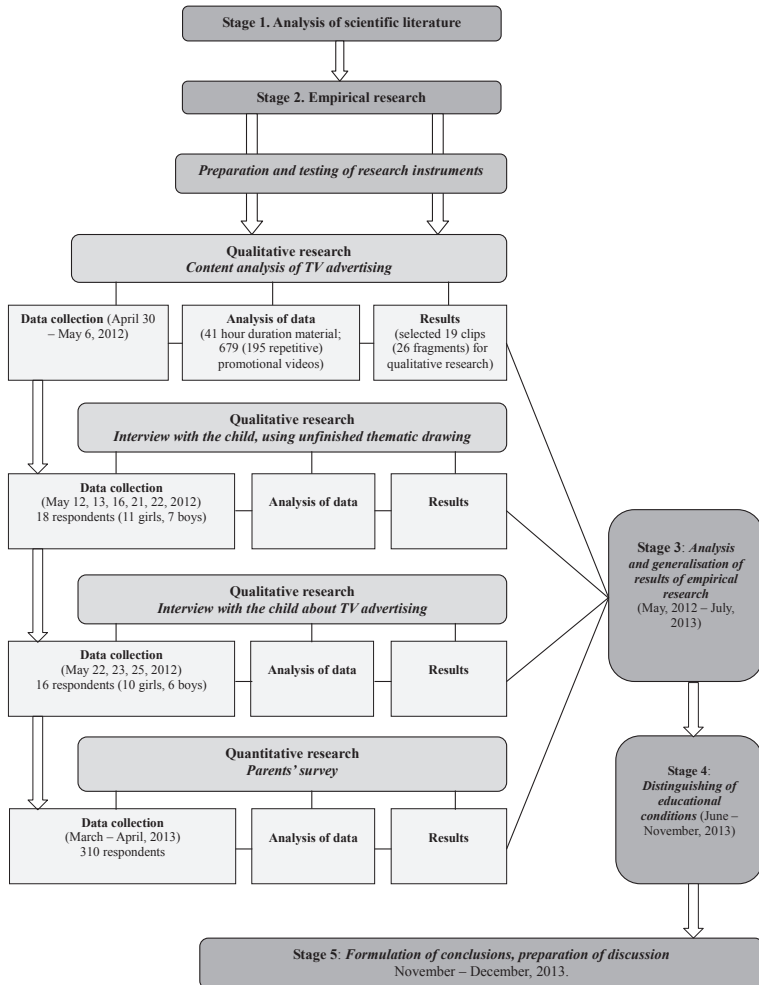 Stage 1. Analysis of scientific literature
Stage 2. Empirical research
Preparation and testing of research instruments
Qualitative research
Content analysis of TV advertising
Data collection (April 30
– May 6, 2012)
Analysis of data
(41 hour duration material;
679 (195 repetitive)
promotional videos)
Results
(selected 19 clips
(26 fragments) for
qualitative research)
Qualitative research
Interview with the child, using unfinished thematic drawing
Data collection
(May 12, 13, 16, 21, 22, 2012)
18 respondents (11 girls, 7 boys)
Analysis of data
Results
Qualitative research
Interview with the child about TV advertising
Data collection
(May 22, 23, 25, 2012)
16 respondents (10 girls, 6 boys)
Analysis of data
Results
Quantitative research
Parents’ survey
Data collection
(March – April, 2013)
310 respondents
Analysis of data
Results
Stage 3: Analysis
and generalisation of
results of empirical
research
(May, 2012 – July,
2013)
Stage 4:
Distinguishing of
educational
conditions (June –
November, 2013)
Stage 5: Formulation of conclusions, preparation of discussion
November – December, 2013.